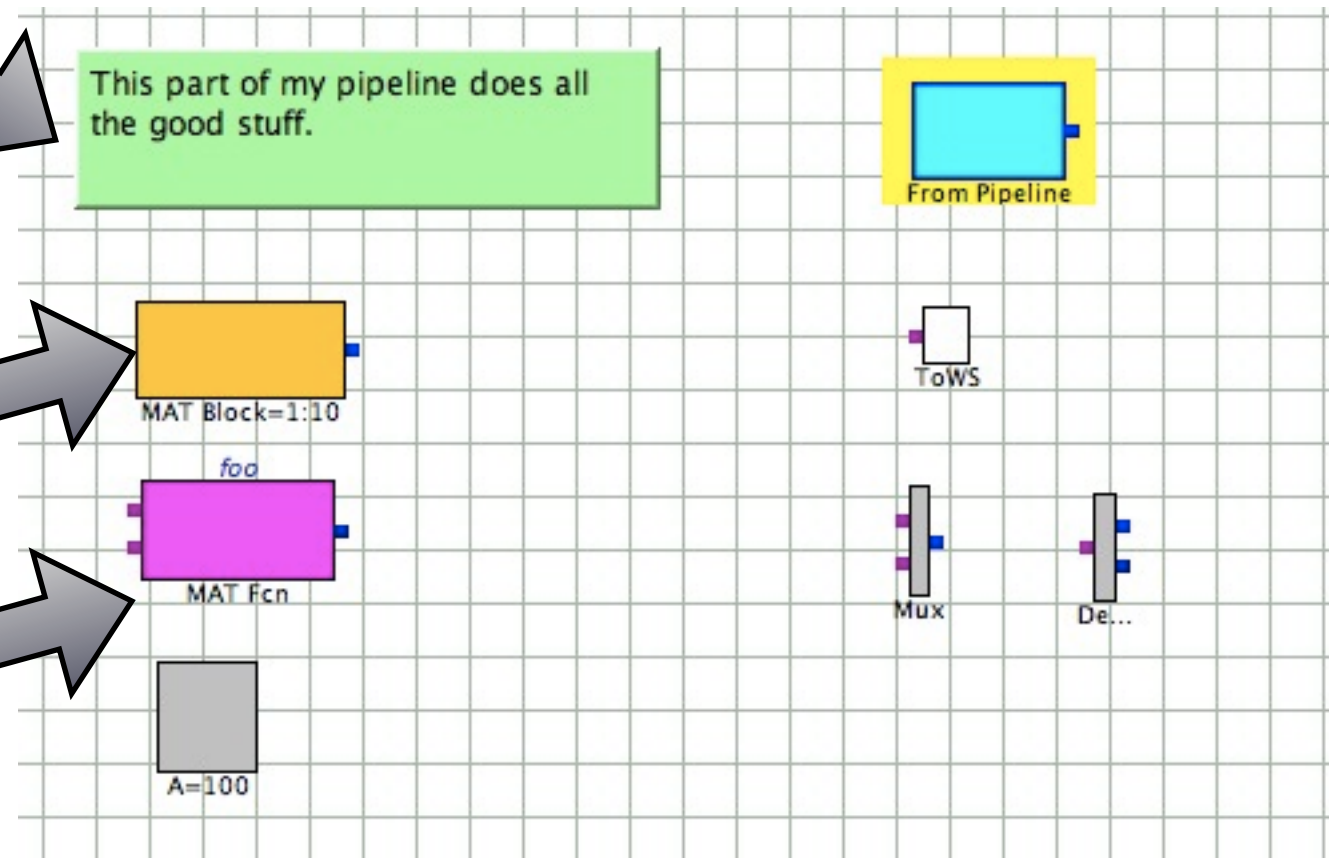 This part of my pipeline does all
the good stuff.
From Pipeline
MAT Block=1:10
ToWS
foo
MAT Fcn
Mux
De...
A=100